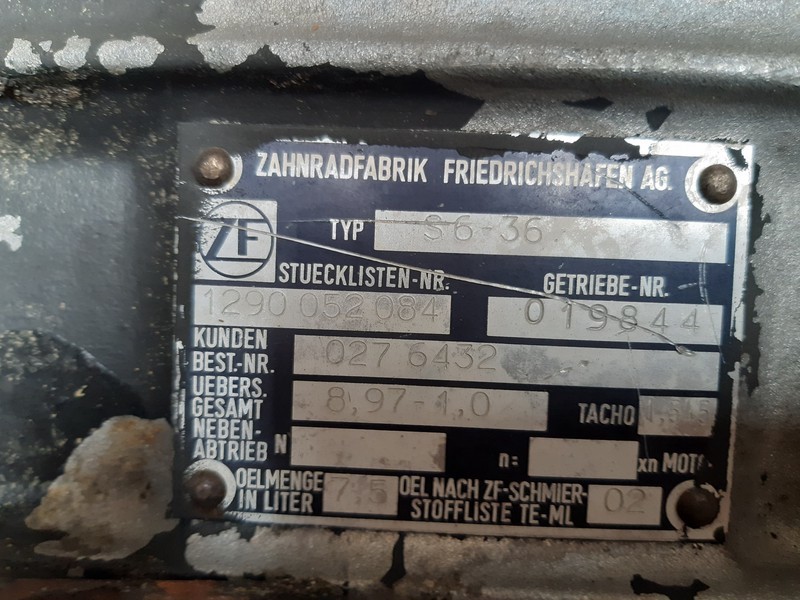 ZAHNRADFABRIK FRIEDRICHSHAFEN AG.
ZF
TYP S6-36
STUECKLISTEN-NR. GETRIEBE-NR.
1290 052 084 019844
KUNDEN BEST.-NR. 027 6432
UEBERS. GESAMT 8,97-1,0 TACHO
NEBEN-
ABTRIEB N n= xn MOT.
OELMENGE IN LITER 7,5 OEL NACH ZF-SCHMIER-
STOFFLISTE TE-ML 02